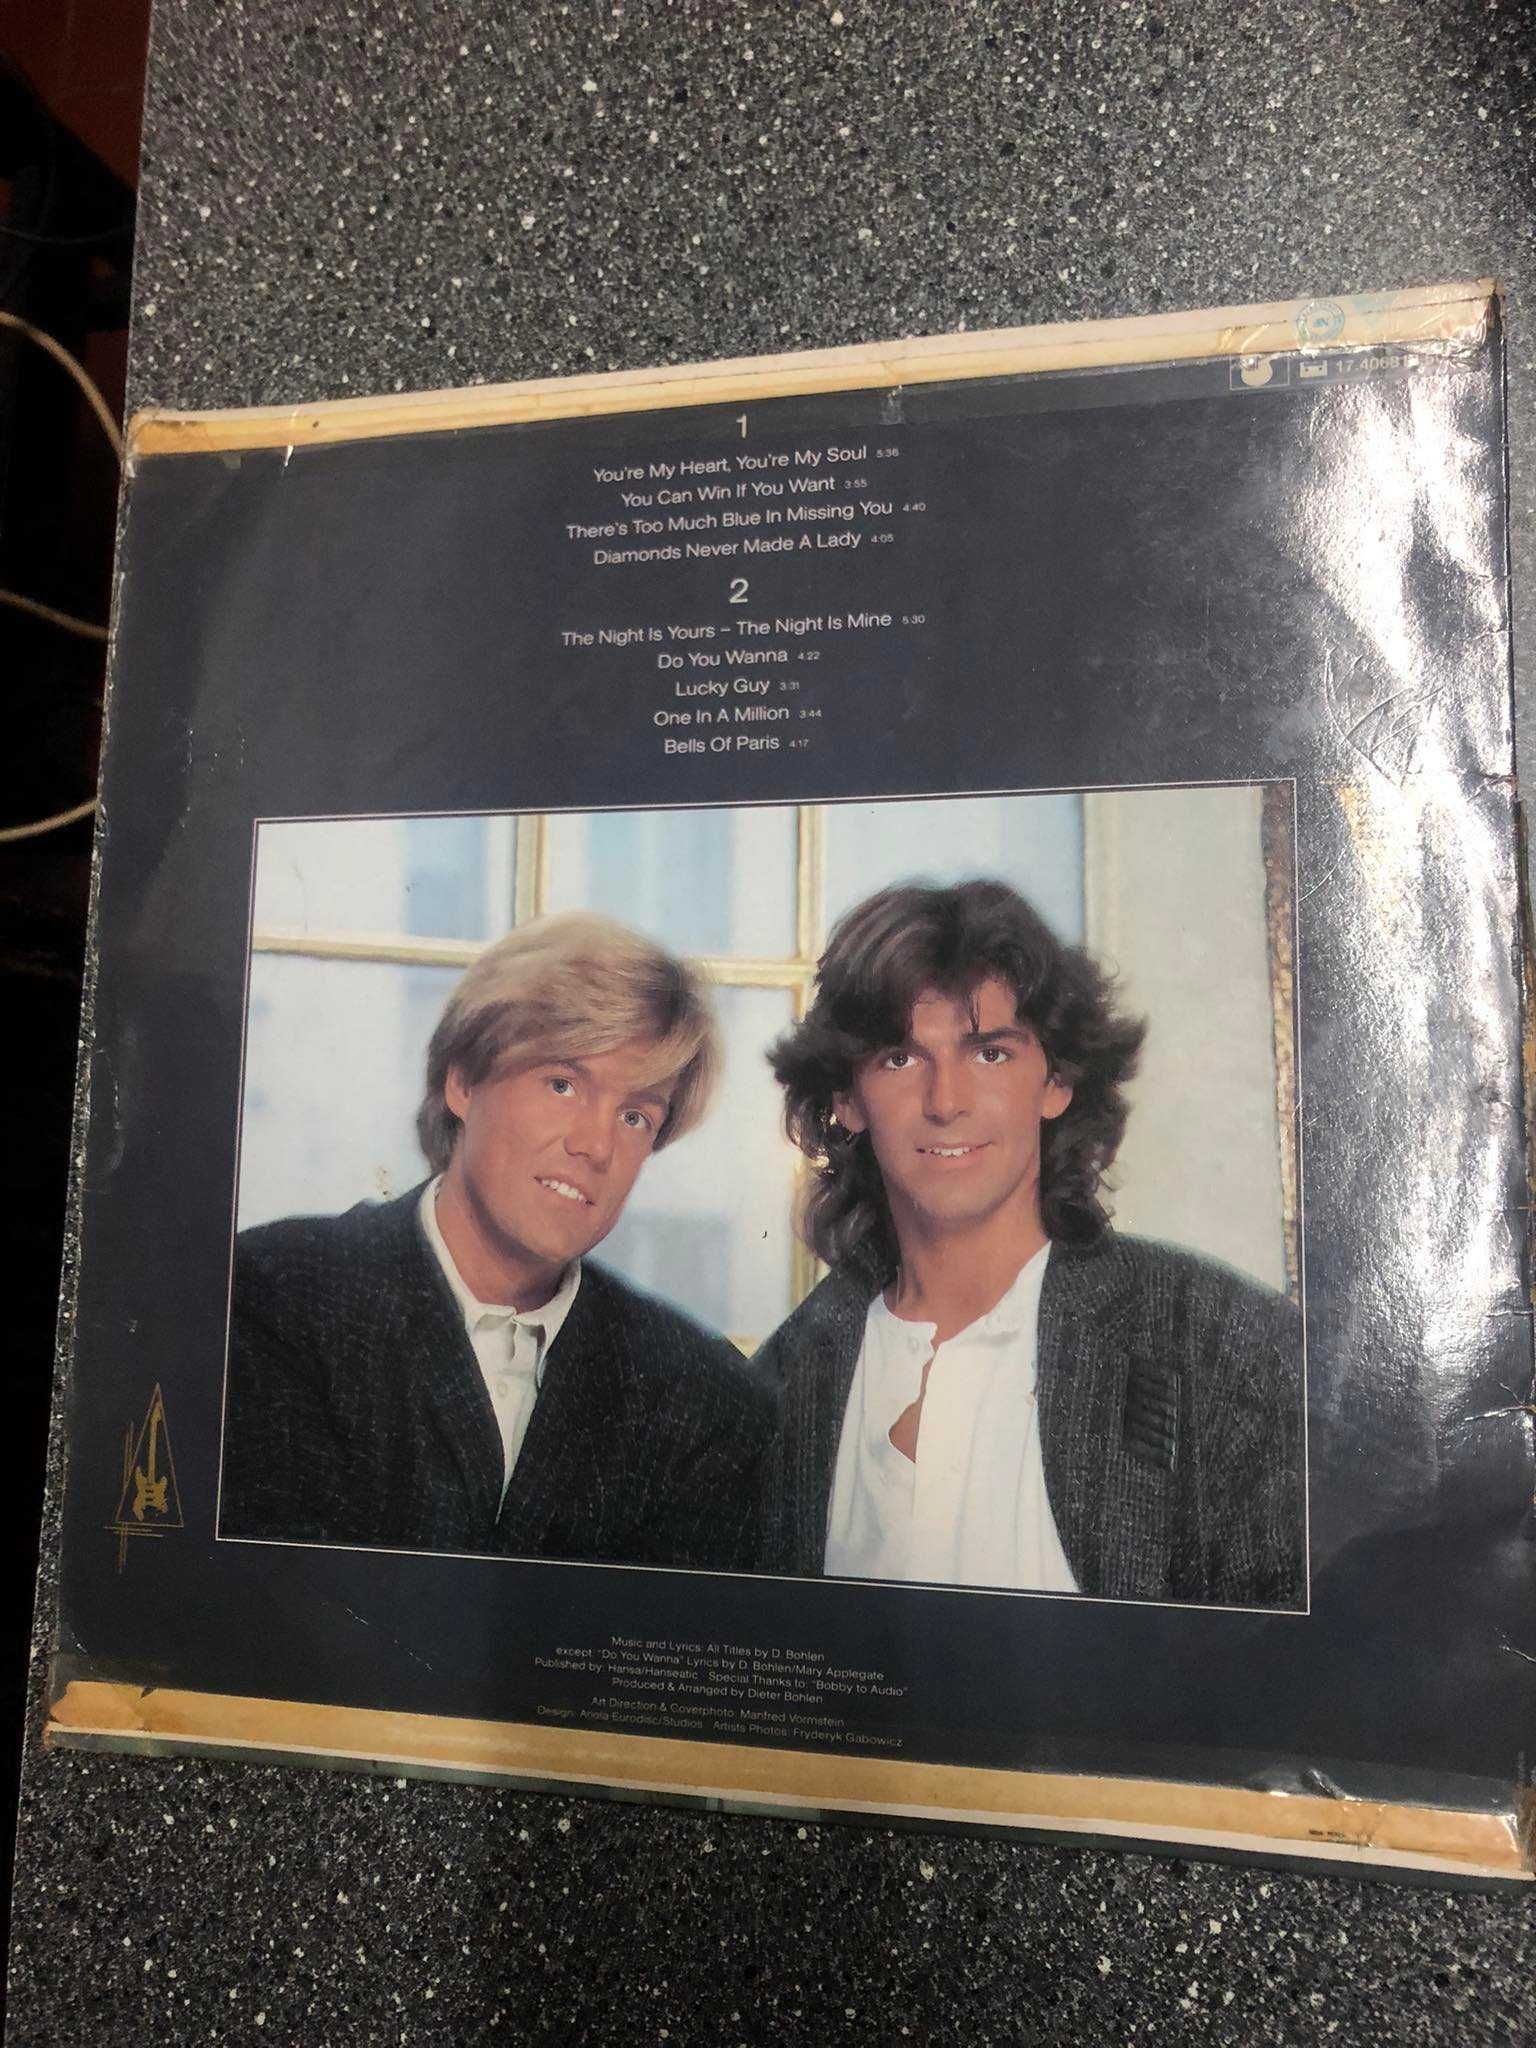 17.4068
1
You're My Heart, You're My Soul 5:36
You Can Win If You Want 3:55
There's Too Much Blue In Missing You 4:40
Diamonds Never Made A Lady 4:05
2
The Night Is Yours – The Night Is Mine 5:30
Do You Wanna 4:22
Lucky Guy 3:31
One In A Million 3:44
Bells Of Paris 4:17
Music and Lyrics: All Titles by D. Bohlen
except: "Do You Wanna" Lyrics by D. Bohlen/Mary Applegate
Published by: Hansa/Hanseatic Special Thanks to: "Bobby to Audio"
Produced & Arranged by Dieter Bohlen
Art Direction & Coverphoto: Manfred Vormstein
Design: Ariola Eurodisc/Studios Artists Photos: Fryderyk Gabowicz